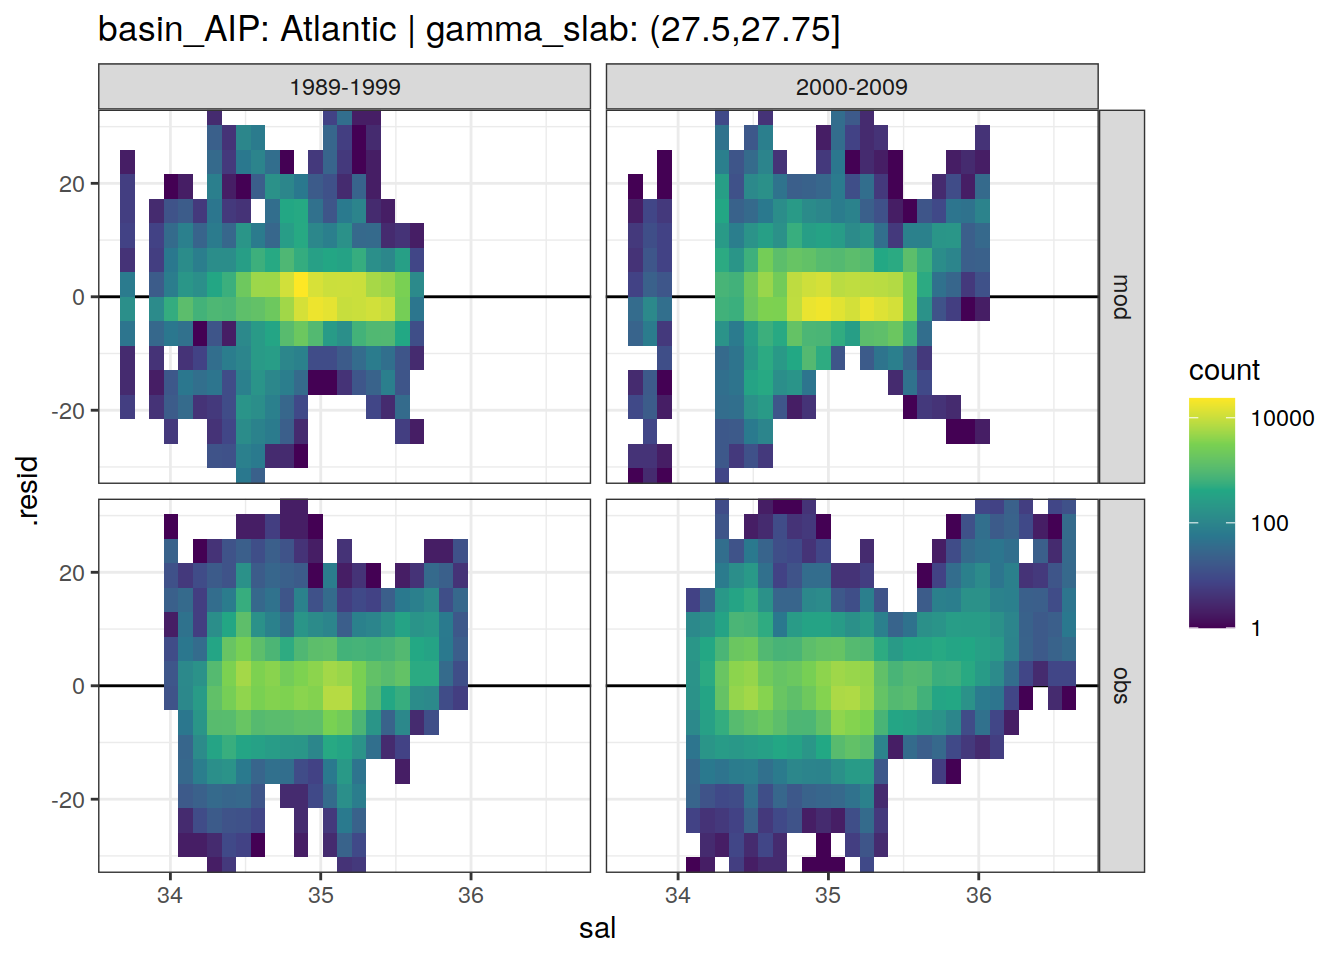 basin_AIP: Atlantic | gamma_slab: (27.5,27.75]
1989-1999
2000-2009
20
0
-20
mod
20
0
-20
obs
.resid
34
35
36
34
35
36
sal
count
10000
100
1